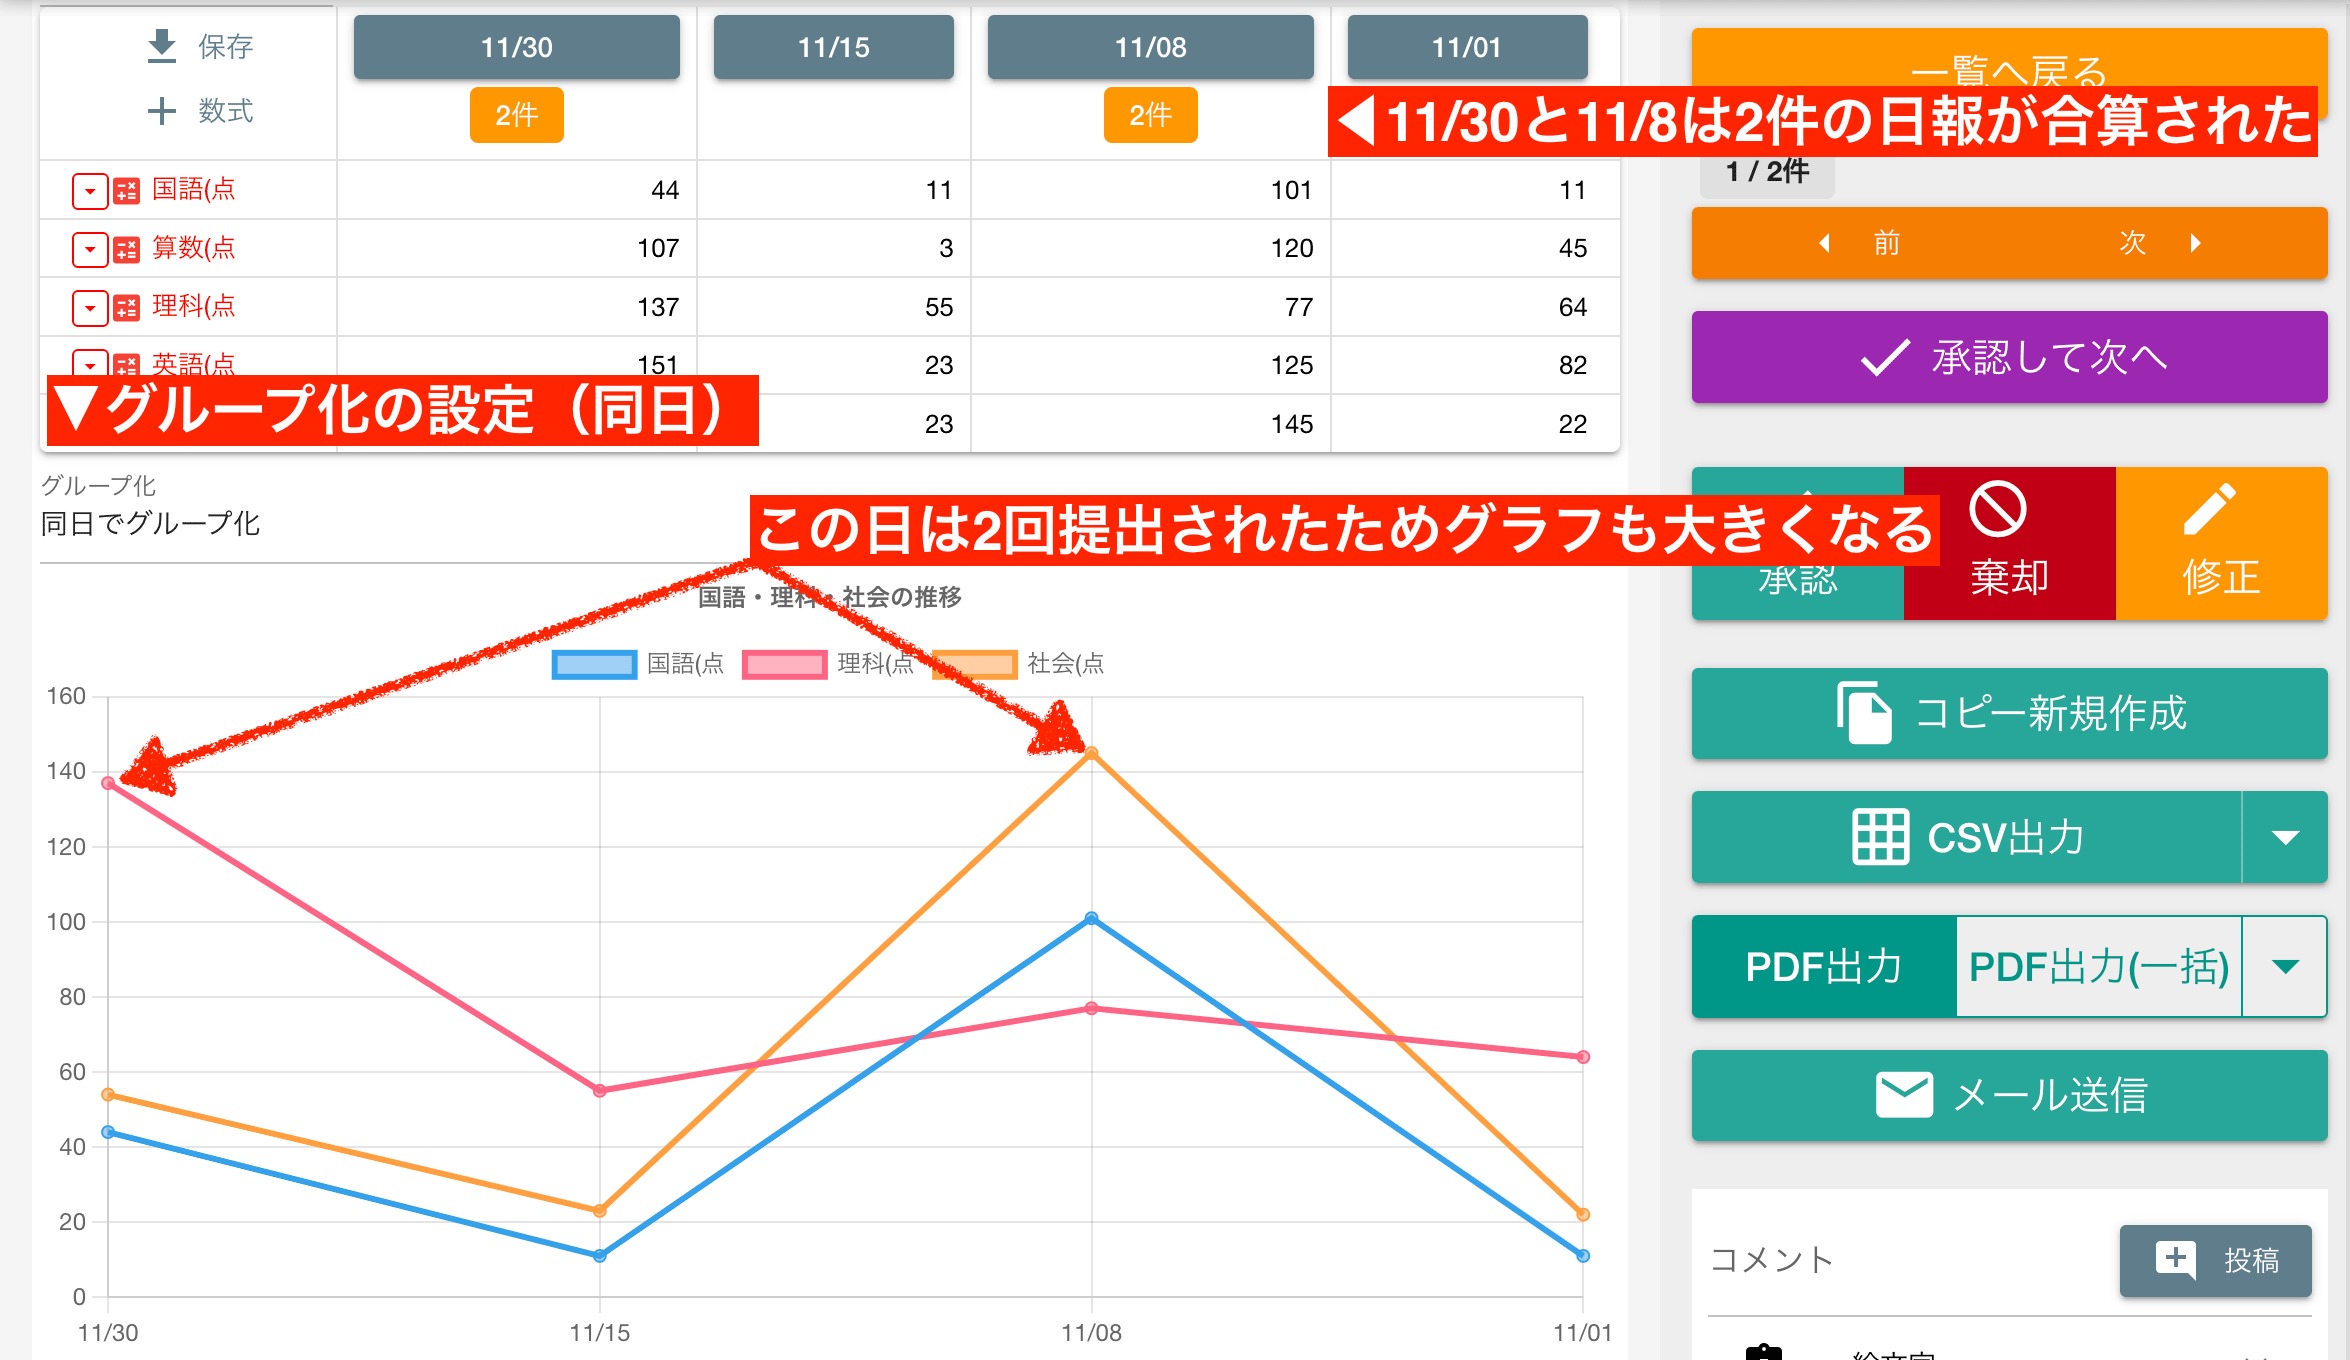 保存
数式
11/30
11/15
11/08
11/01
2件
2件
国語(点
44
11
101
11
算数(点
107
3
120
45
理科(点
137
55
77
64
英語(点
151
23
125
82
23
145
22
◀11/30と11/8は2件の日報が合算された
▼グループ化の設定（同日）
グループ化
同日でグループ化
この日は2回提出されたためグラフも大きくなる
国語・理科・社会の推移
国語(点
理科(点
社会(点
160
140
120
100
80
60
40
20
0
11/30
11/15
11/08
11/01
一覧へ戻る
1 / 2件
前
次
承認して次へ
承認
棄却
修正
コピー新規作成
CSV出力
PDF出力
PDF出力(一括)
メール送信
コメント
投稿